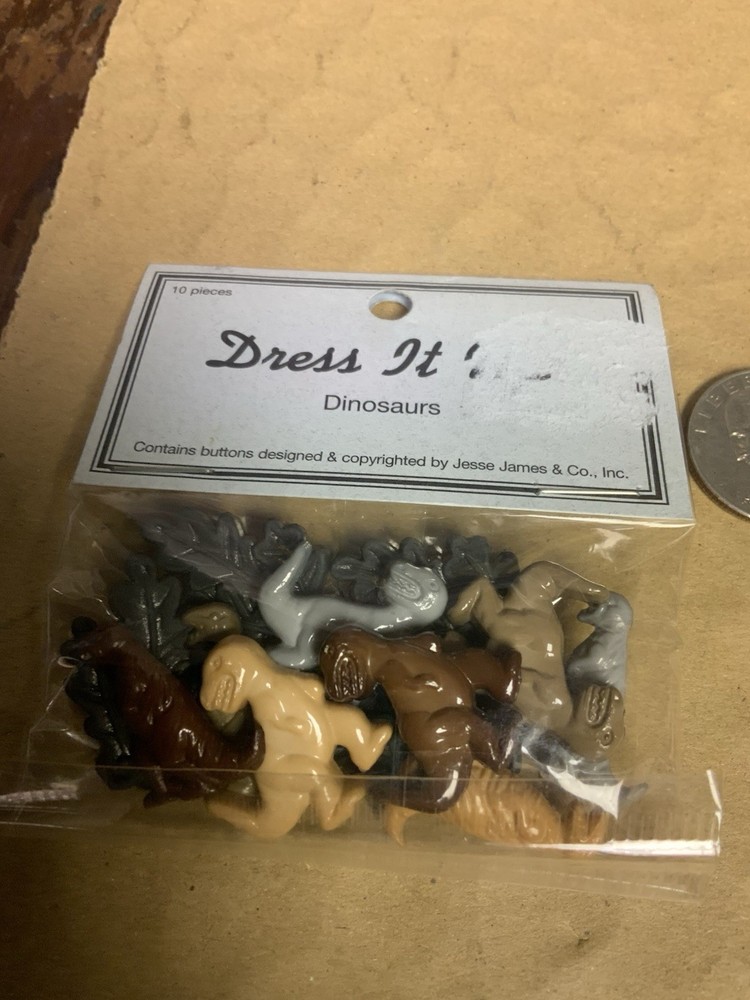 10 pieces
Dress It
Dinosaurs
Contains buttons designed & copyrighted by Jesse James & Co., Inc.